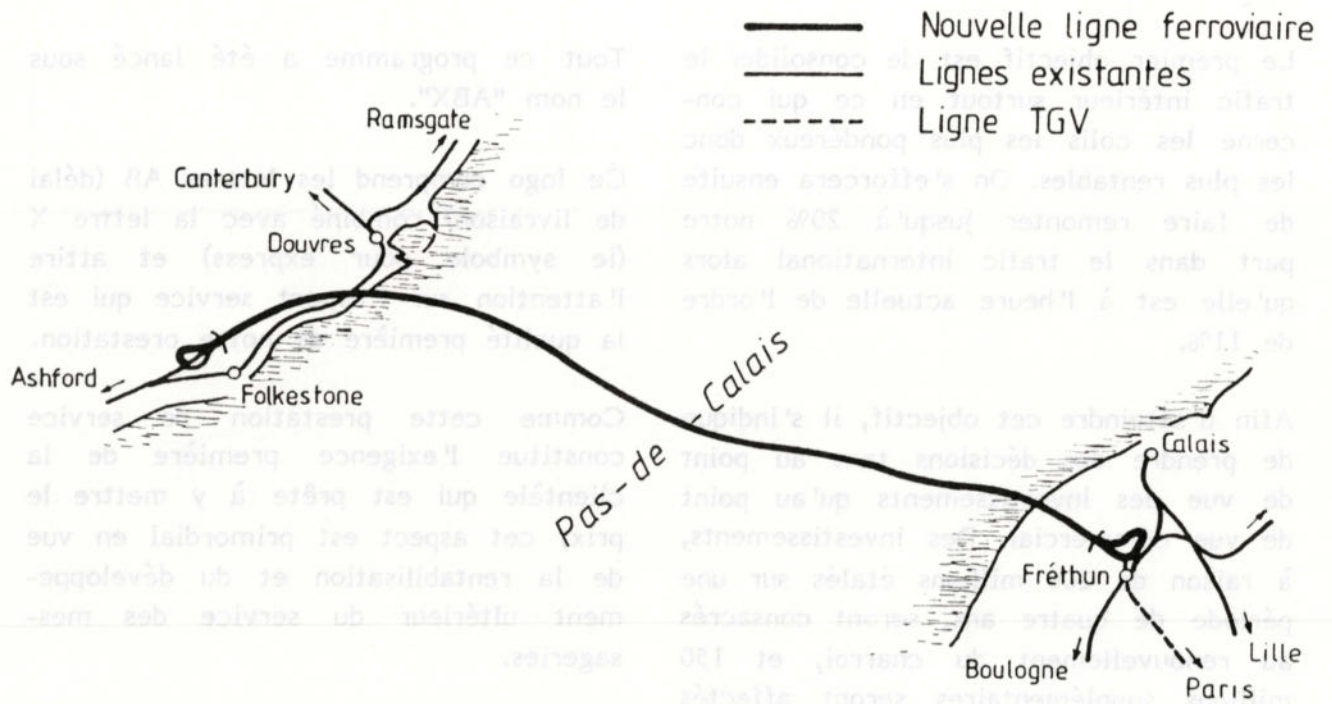 Nouvelle ligne ferroviaire
Lignes existantes
Ligne TGV
Ramsgate
Canterbury
Douvres
Ashford
Folkestone
Pas-de-Calais
Calais
Fréthun
Boulogne
Lille
Paris